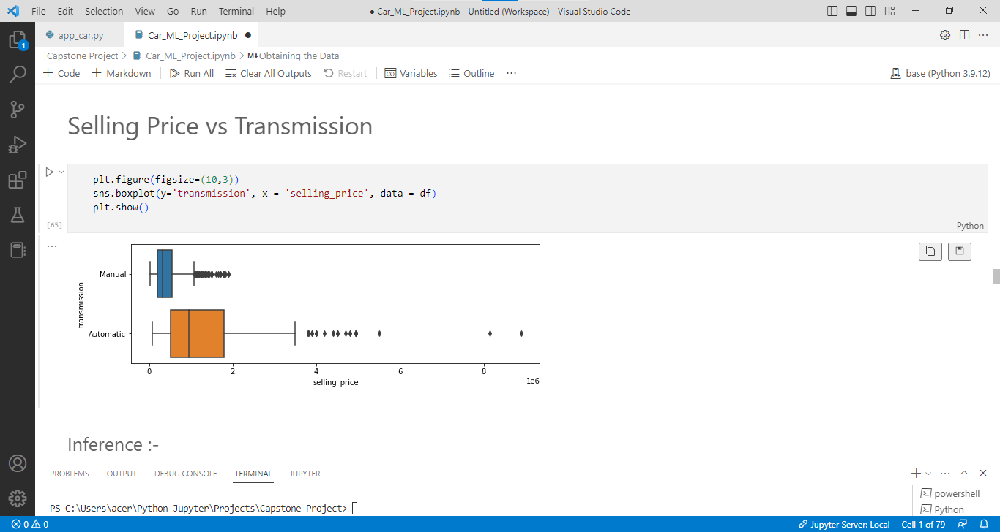 File Edit Selection View Go Run Terminal Help ● Car_ML_Project.ipynb - Untitled (Workspace) - Visual Studio Code
app_car.py Car_ML_Project.ipynb ●
1
Capstone Project > Car_ML_Project.ipynb > M↓Obtaining the Data
+ Code + Markdown Run All Clear All Outputs Restart Variables Outline ... base (Python 3.9.12)
Selling Price vs Transmission
plt.figure(figsize=(10,3))
sns.boxplot(y='transmission', x = 'selling_price', data = df)
plt.show()
[65]
Python
...
Manual
transmission
Automatic
0 2 4 6 8
selling_price
1e6
Inference :-
PROBLEMS OUTPUT DEBUG CONSOLE TERMINAL JUPYTER
PS C:\Users\acer\Python Jupyter\Projects\Capstone Project>
powershell
Python
0 0 Jupyter Server: Local Cell 1 of 79